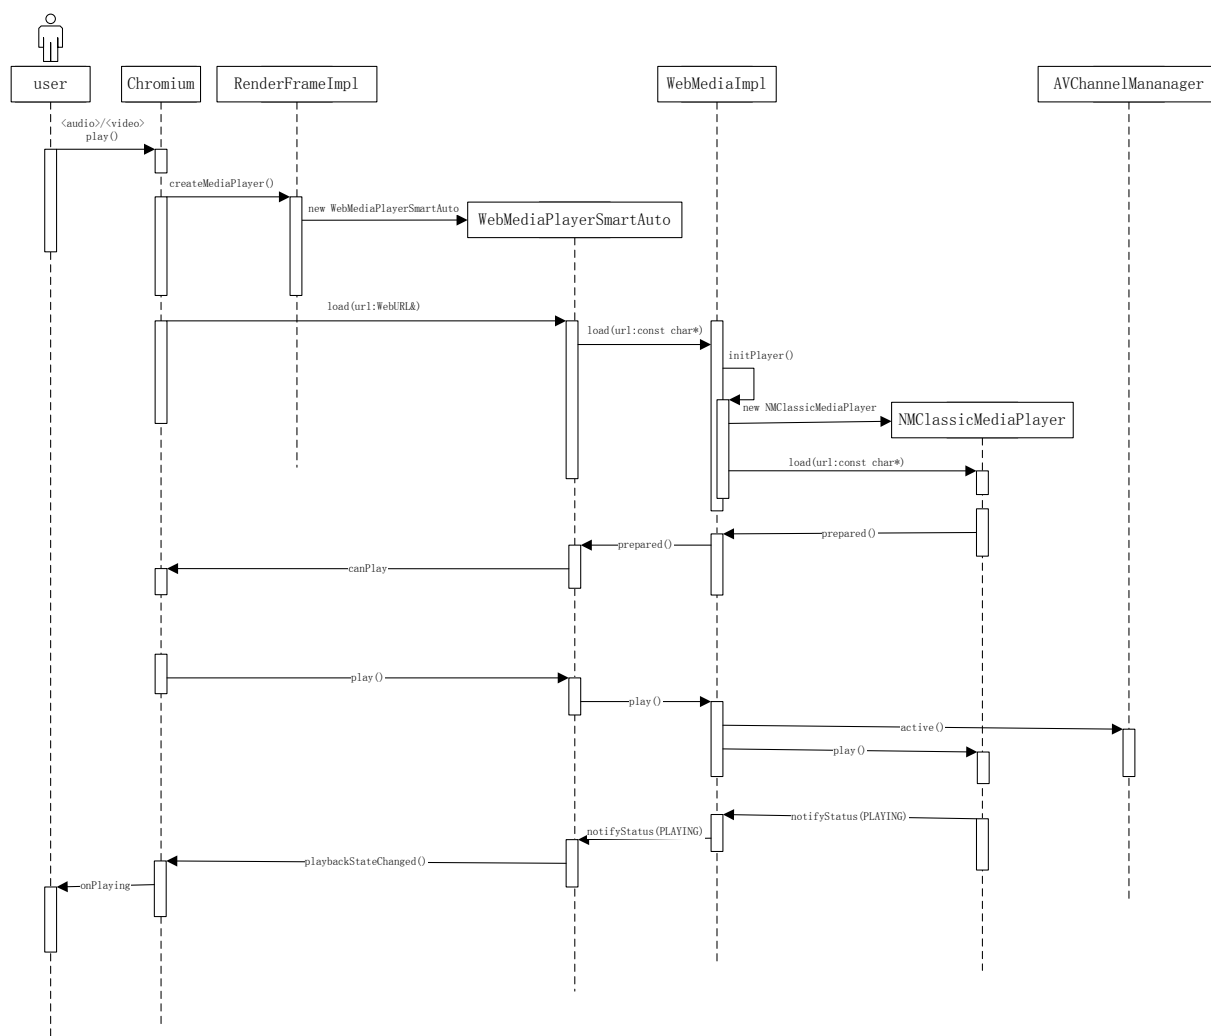 user
Chromium
RenderFrameImpl
WebMediaImpl
AVChannelMananager
<audio>/<video>
play()
createMediaPlayer()
new WebMediaPlayerSmartAuto
WebMediaPlayerSmartAuto
load(url:WebURL&)
load(url:const char*)
initPlayer()
new NMClassicMediaPlayer
NMClassicMediaPlayer
load(url:const char*)
prepared()
prepared()
canPlay
play()
play()
active()
play()
notifyStatus(PLAYING)
notifyStatus(PLAYING)
playbackStateChanged()
onPlaying